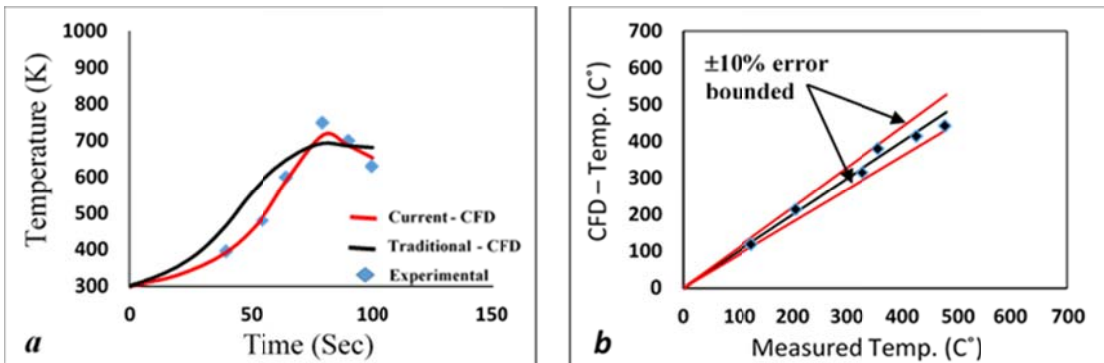 1000
900
800
700
600
500
400
300
Temperature (K)
0
50
100
150
Time (Sec)
Current - CFD
Traditional - CFD
Experimental
a
700
600
500
400
300
200
100
0
CFD – Temp. (C˚)
±10% error
bounded
0 100 200 300 400 500 600 700
Measured Temp. (C˚)
b